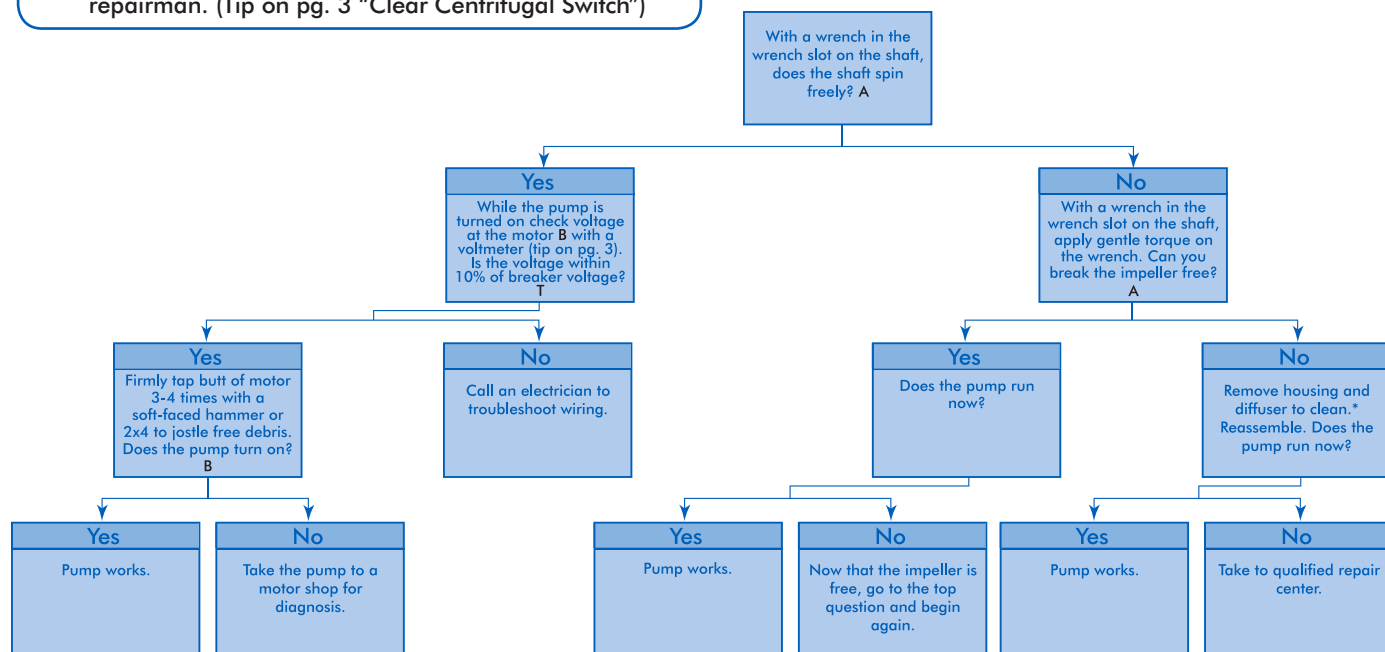 repairman. (Tip on pg. 3 "Clear Centrifugal Switch")
With a wrench in the
wrench slot on the shaft,
does the shaft spin
freely? A
Yes
While the pump is
turned on check voltage
at the motor B with a
voltmeter (tip on pg. 3).
Is the voltage within
10% of breaker voltage?
T
No
With a wrench in the
wrench slot on the shaft,
apply gentle torque on
the wrench. Can you
break the impeller free?
A
Yes
Firmly tap butt of motor
3-4 times with a
soft-faced hammer or
2x4 to jostle free debris.
Does the pump turn on?
B
No
Call an electrician to
troubleshoot wiring.
Yes
Does the pump run
now?
No
Remove housing and
diffuser to clean.*
Reassemble. Does the
pump run now?
Yes
Pump works.
No
Take the pump to a
motor shop for
diagnosis.
Yes
Pump works.
No
Now that the impeller is
free, go to the top
question and begin
again.
Yes
Pump works.
No
Take to qualified repair
center.